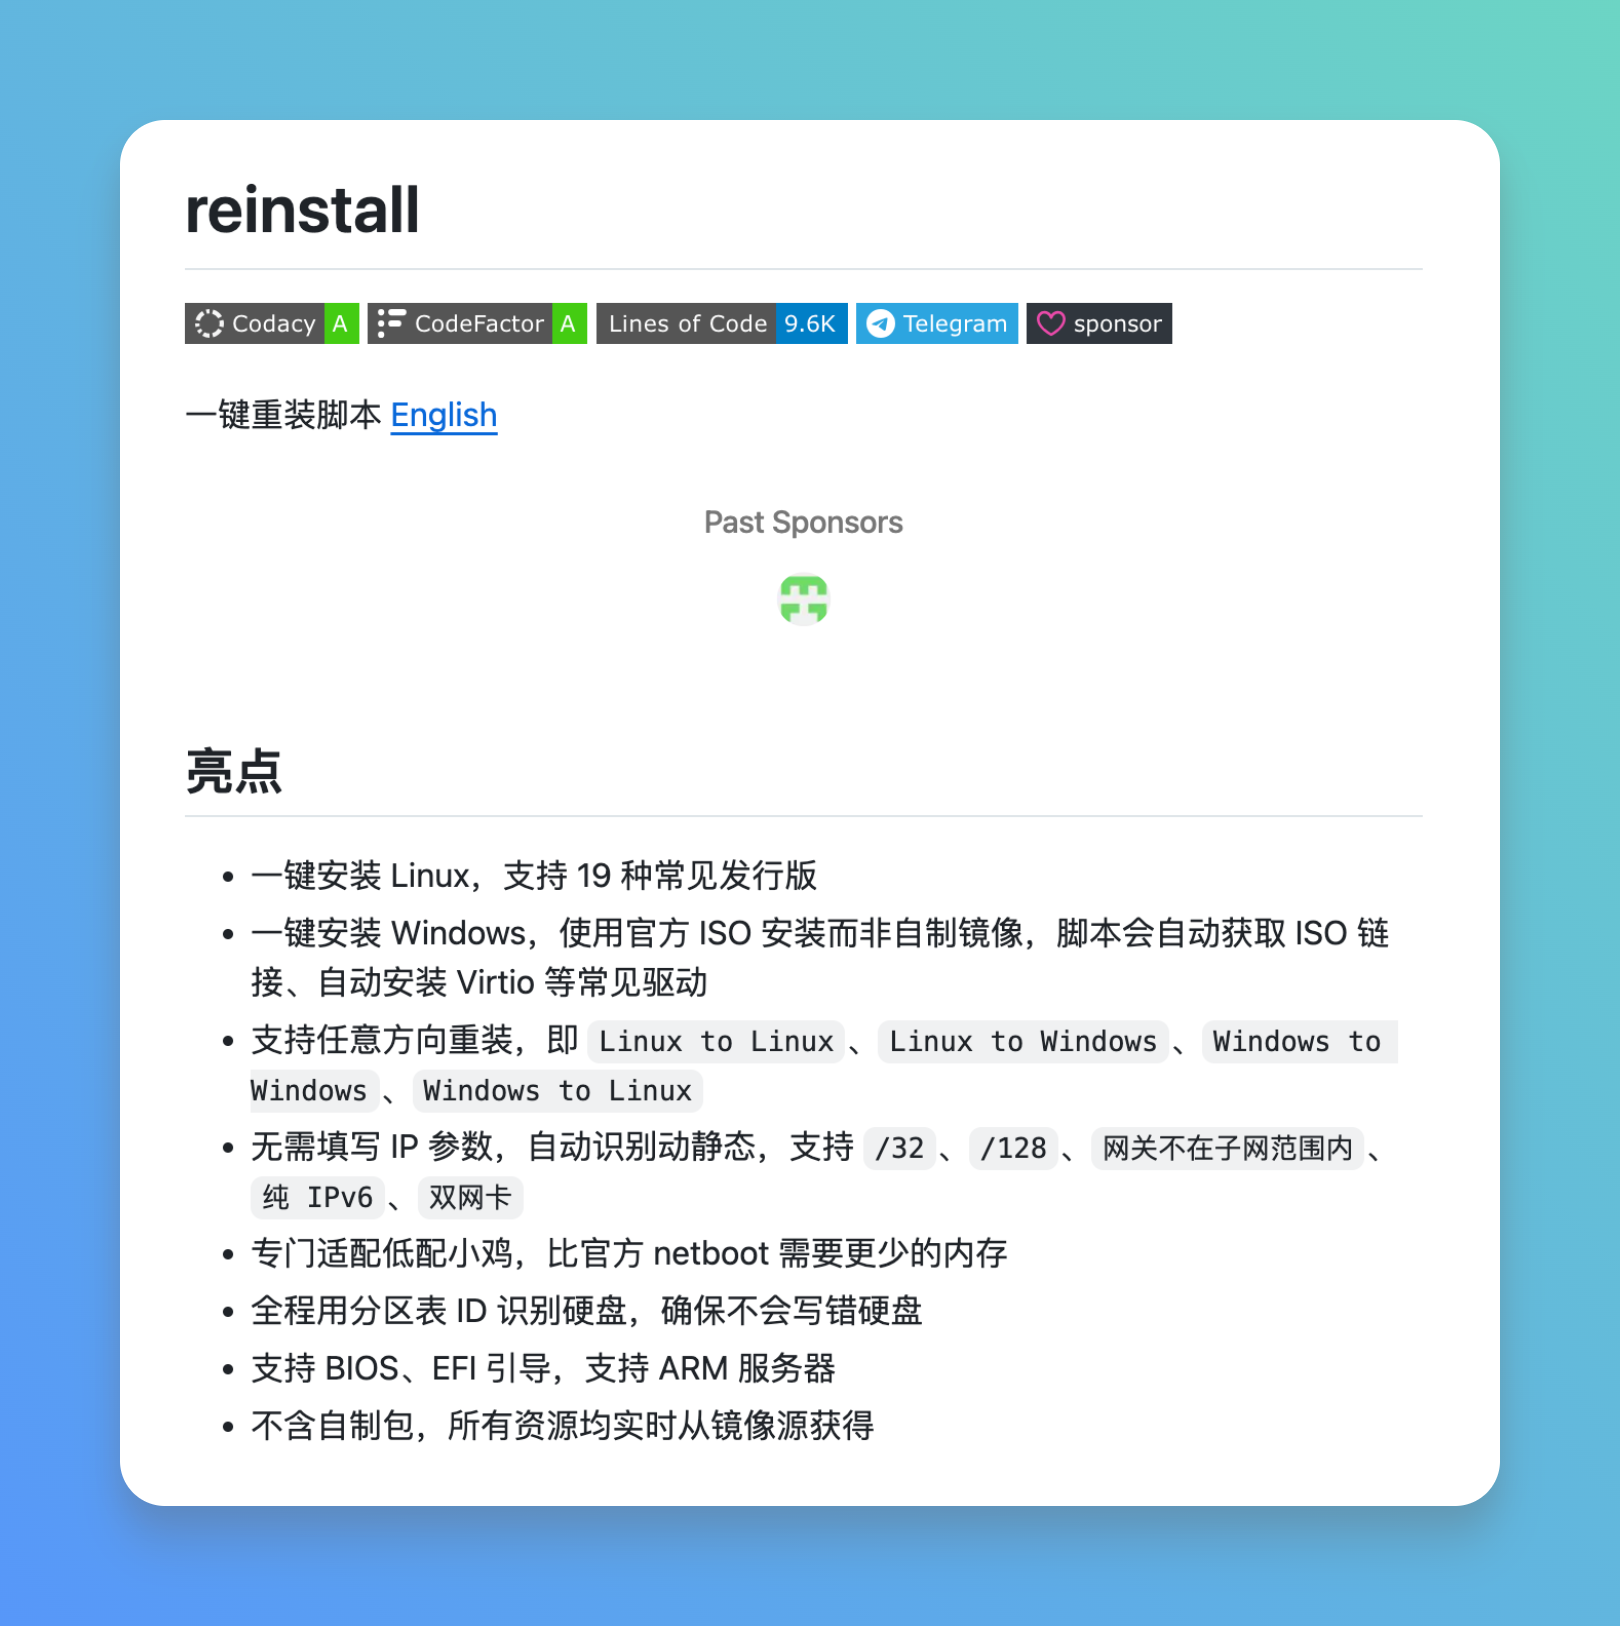 reinstall
Codacy A CodeFactor A Lines of Code 9.6K Telegram sponsor
一键重装脚本 English
Past Sponsors
亮点
• 一键安装 Linux，支持 19 种常见发行版
• 一键安装 Windows，使用官方 ISO 安装而非自制镜像，脚本会自动获取 ISO 链
接、自动安装 Virtio 等常见驱动
• 支持任意方向重装，即 Linux to Linux、Linux to Windows、Windows to
Windows、Windows to Linux
• 无需填写 IP 参数，自动识别动静态，支持 /32、/128、网关不在子网范围内、
纯 IPv6、双网卡
• 专门适配低配小鸡，比官方 netboot 需要更少的内存
• 全程用分区表 ID 识别硬盘，确保不会写错硬盘
• 支持 BIOS、EFI 引导，支持 ARM 服务器
• 不含自制包，所有资源均实时从镜像源获得